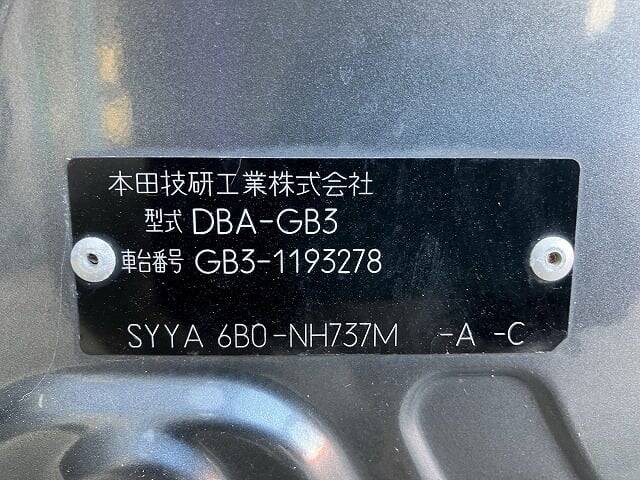 本田技研工業株式会社
型式 DBA-GB3
車台番号 GB3-1193278
SYYA 6B0-NH737M -A -C